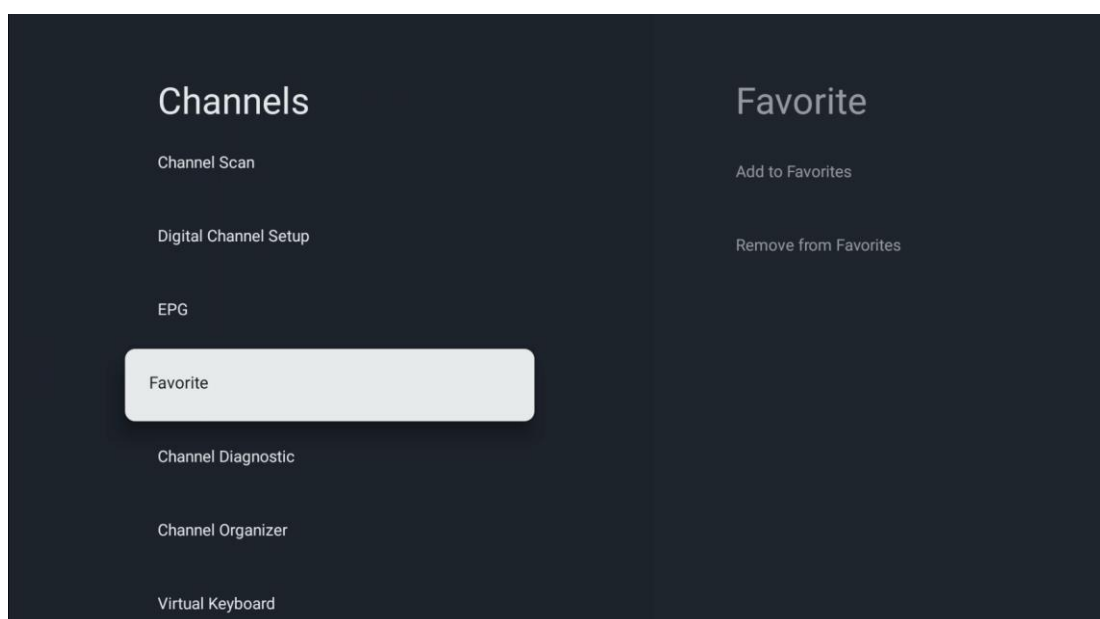 Channels
Channel Scan
Digital Channel Setup
EPG
Favorite
Channel Diagnostic
Channel Organizer
Virtual Keyboard
Favorite
Add to Favorites
Remove from Favorites